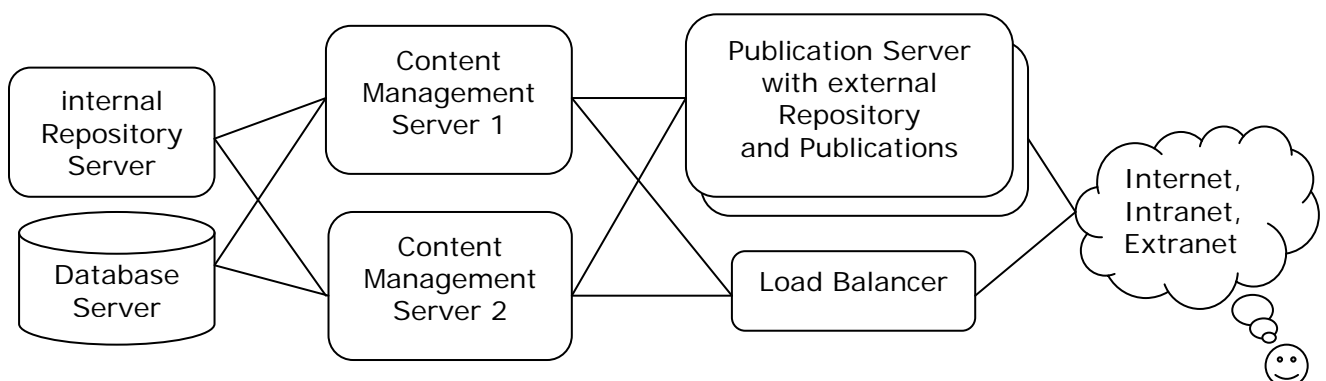 internal
Repository
Server
Database
Server
Content
Management
Server 1
Content
Management
Server 2
Publication Server
with external
Repository
and Publications
Load Balancer
Internet,
Intranet,
Extranet